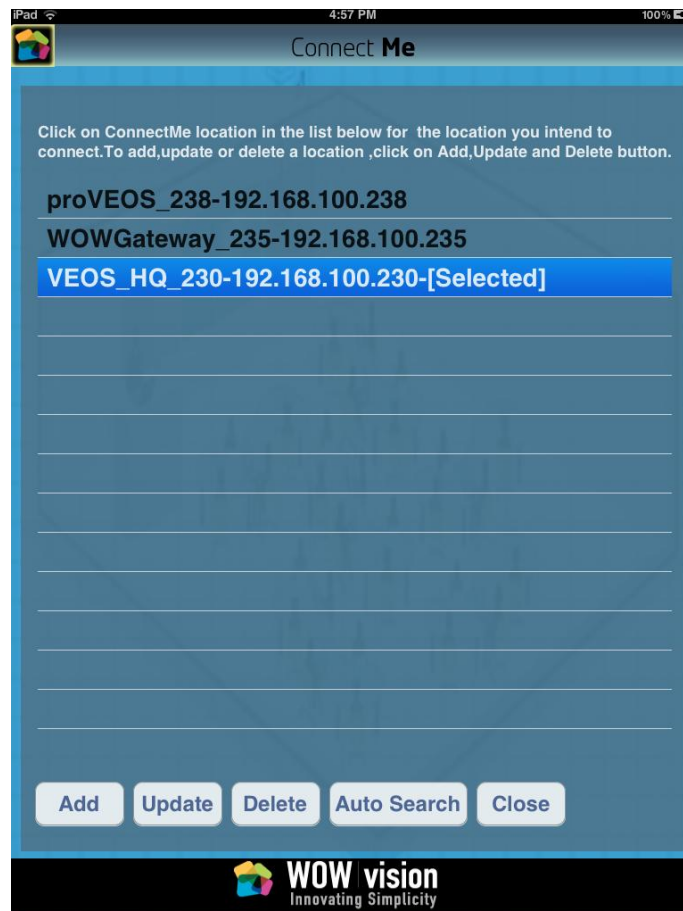 iPad 4:57 PM 100%
Connect Me
Click on ConnectMe location in the list below for the location you intend to
connect.To add,update or delete a location ,click on Add,Update and Delete button.
proVEOS_238-192.168.100.238
WOWGateway_235-192.168.100.235
VEOS_HQ_230-192.168.100.230-[Selected]
Add Update Delete Auto Search Close
WOW vision
Innovating Simplicity